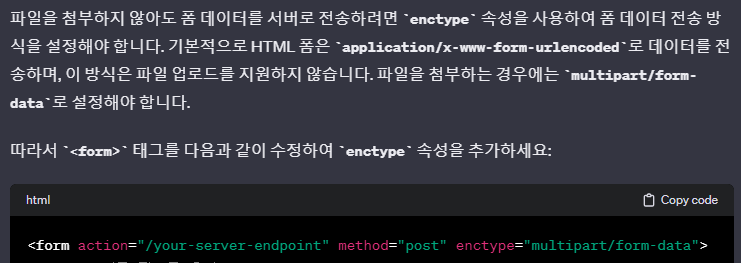 파일을 첨부하지 않아도 폼 데이터를 서버로 전송하려면 `enctype` 속성을 사용하여 폼 데이터 전송 방
식을 설정해야 합니다. 기본적으로 HTML 폼은 `application/x-www-form-urlencoded`로 데이터를 전
송하며, 이 방식은 파일 업로드를 지원하지 않습니다. 파일을 첨부하는 경우에는 `multipart/form-
data`로 설정해야 합니다.
따라서 `<form>` 태그를 다음과 같이 수정하여 `enctype` 속성을 추가하세요:
html Copy code
<form action="/your-server-endpoint" method="post" enctype="multipart/form-data">